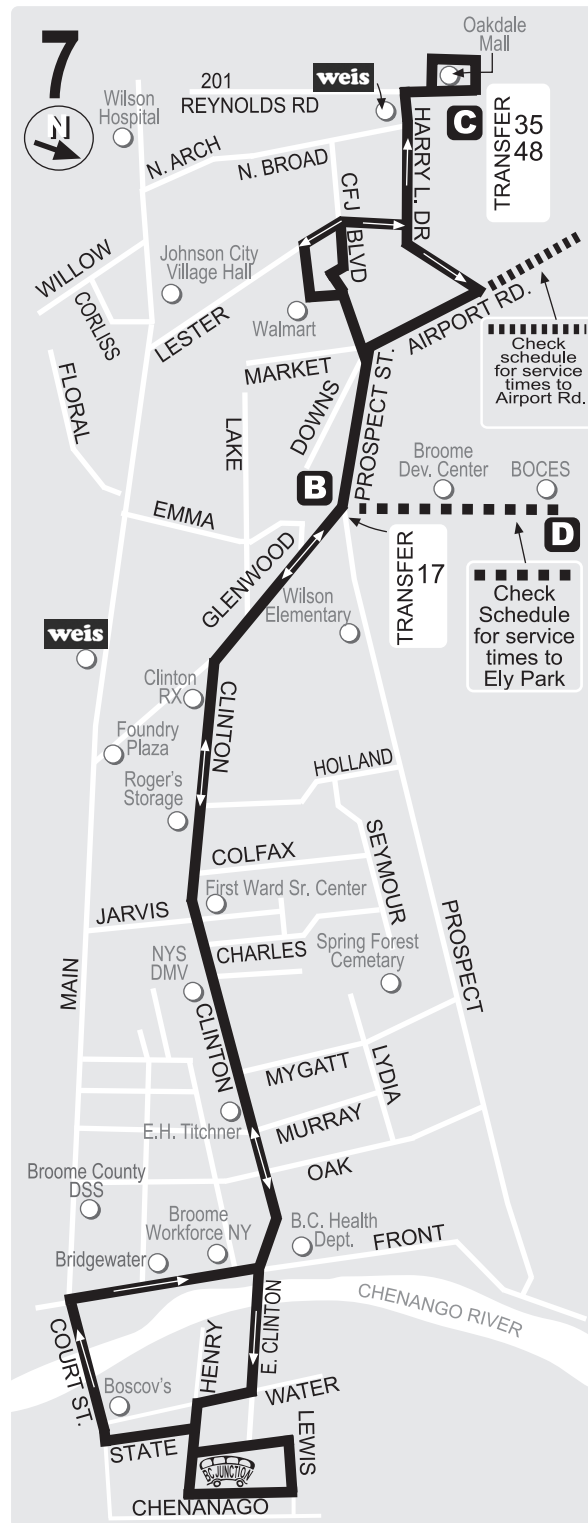 7
N
Oakdale
Mall
weis
201
REYNOLDS RD
Wilson
Hospital
C
TRANSFER
35
48
HARRY L. DR
N. ARCH
N. BROAD
CFJ
BLVD
WILLOW
CORLISS
Johnson City
Village Hall
LESTER
Walmart
AIRPORT RD.
Check
schedule
for service
times to
Airport Rd.
MARKET
DOWNS
PROSPECT ST.
FLORAL
LAKE
Broome
Dev. Center
BOCES
B
D
EMMA
GLENWOOD
TRANSFER
17
Check
Schedule
for service
times to
Ely Park
Wilson
Elementary
weis
Clinton
RX
CLINTON
Foundry
Plaza
Roger's
Storage
HOLLAND
COLFAX
SEYMOUR
First Ward Sr. Center
JARVIS
PROSPECT
CHARLES
NYS
DMV
Spring Forest
Cemetary
MAIN
CLINTON
MYGATT
LYDIA
E.H. Titchner
MURRAY
OAK
Broome County
DSS
Broome
Workforce NY
B.C. Health
Dept.
Bridgewater
FRONT
CHENANGO RIVER
COURT ST.
HENRY
E. CLINTON
Boscov's
WATER
STATE
LEWIS
BC JUNCTION
CHENANAGO